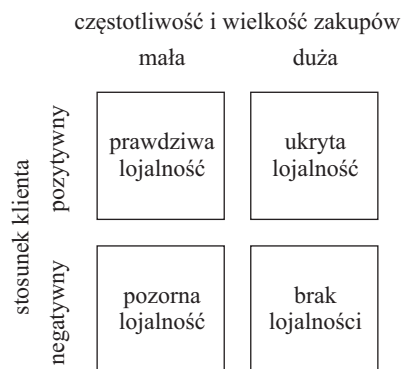 częstotliwość i wielkość zakupów
mała duża
stosunek klienta
pozytywny
prawdziwa
lojalność
ukryta
lojalność
negatywny
pozorna
lojalność
brak
lojalności